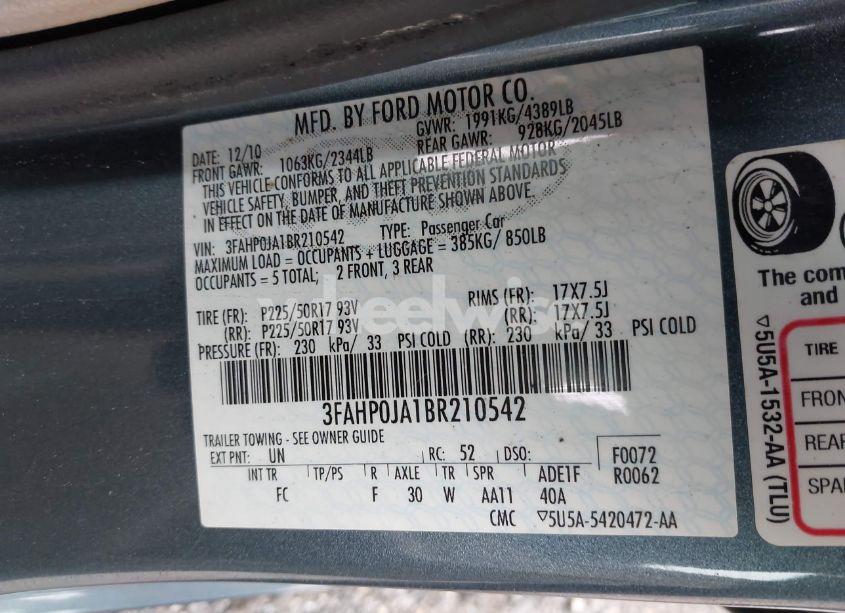 MFD. BY FORD MOTOR CO.
DATE: 12/10 GVWR: 1991KG/4389LB
FRONT GAWR: 1063KG/2344LB REAR GAWR: 928KG/2045LB
THIS VEHICLE CONFORMS TO ALL APPLICABLE FEDERAL MOTOR
VEHICLE SAFETY, BUMPER, AND THEFT PREVENTION STANDARDS
IN EFFECT ON THE DATE OF MANUFACTURE SHOWN ABOVE.
VIN: 3FAHP0JA1BR210542 TYPE: Passenger Car
MAXIMUM LOAD = OCCUPANTS + LUGGAGE = 385KG/ 850LB
OCCUPANTS = 5 TOTAL; 2 FRONT, 3 REAR
TIRE (FR): P225/50R17 93V RIMS (FR): 17X7.5J
(RR): P225/50R17 93V (RR): 17X7.5J
PRESSURE (FR): 230 kPa/ 33 PSI COLD (RR): 230 kPa/ 33 PSI COLD
wheelwise
3FAHP0JA1BR210542
TRAILER TOWING - SEE OWNER GUIDE
EXT PNT: UN RC: 52 DSO: F0072
R0062
INT TR TP/PS R AXLE TR SPR ADE1F
FC F 30 W AA11 40A
CMC ▽5U5A-5420472-AA
The com
and
▽5U5A-1532-AA (TLU)
TIRE
FRON
REAR
SPA